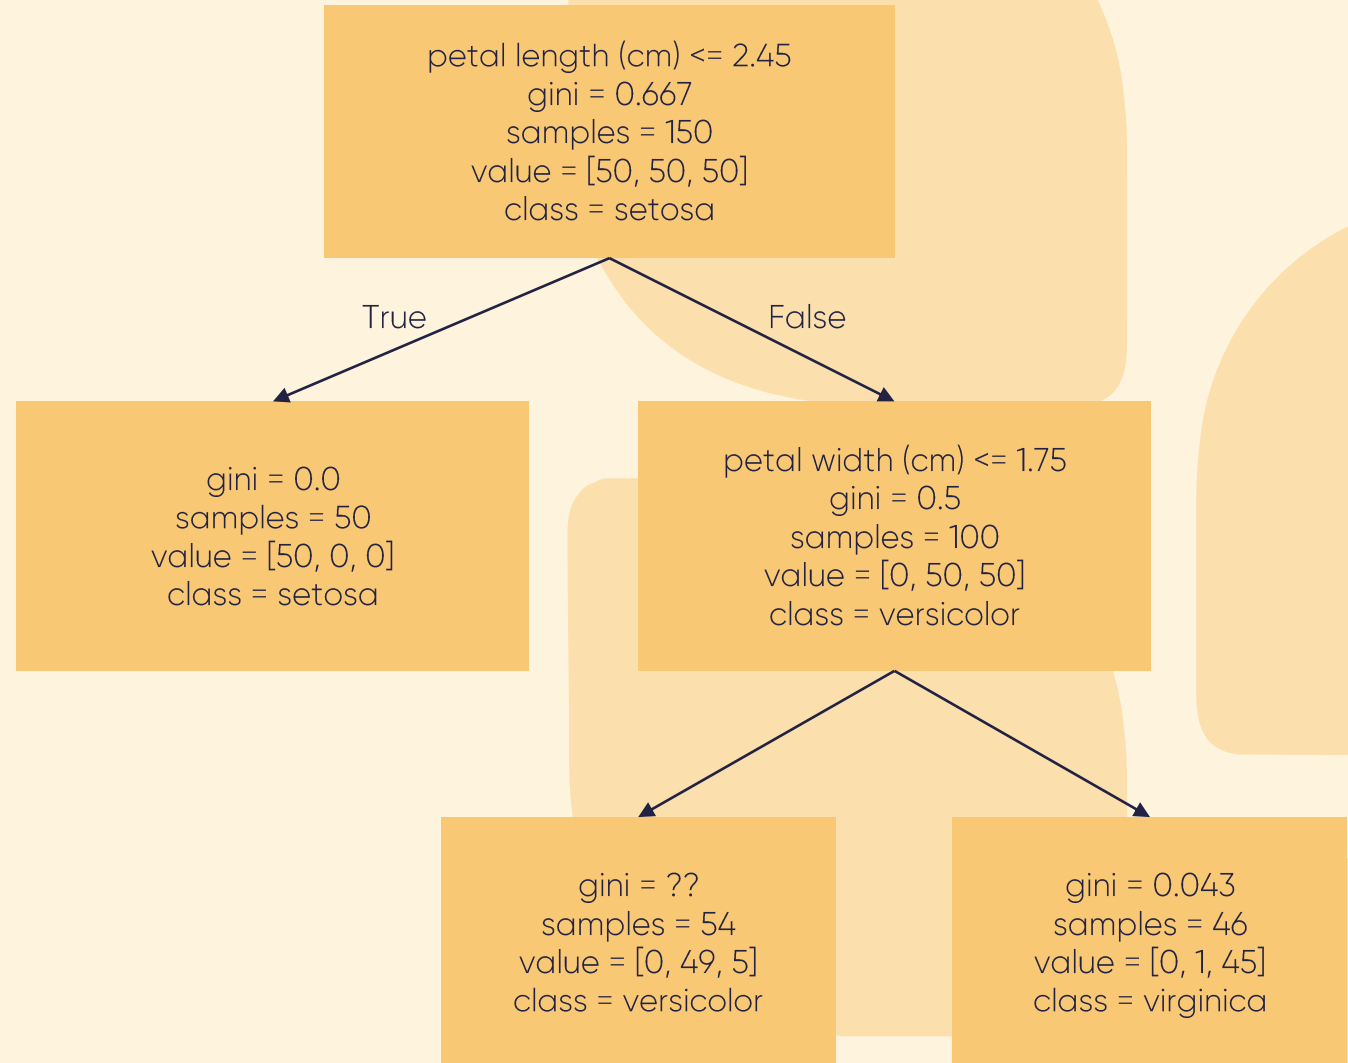 petal length (cm) <= 2.45
gini = 0.667
samples = 150
value = [50, 50, 50]
class = setosa
True
False
gini = 0.0
samples = 50
value = [50, 0, 0]
class = setosa
petal width (cm) <= 1.75
gini = 0.5
samples = 100
value = [0, 50, 50]
class = versicolor
gini = ??
samples = 54
value = [0, 49, 5]
class = versicolor
gini = 0.043
samples = 46
value = [0, 1, 45]
class = virginica